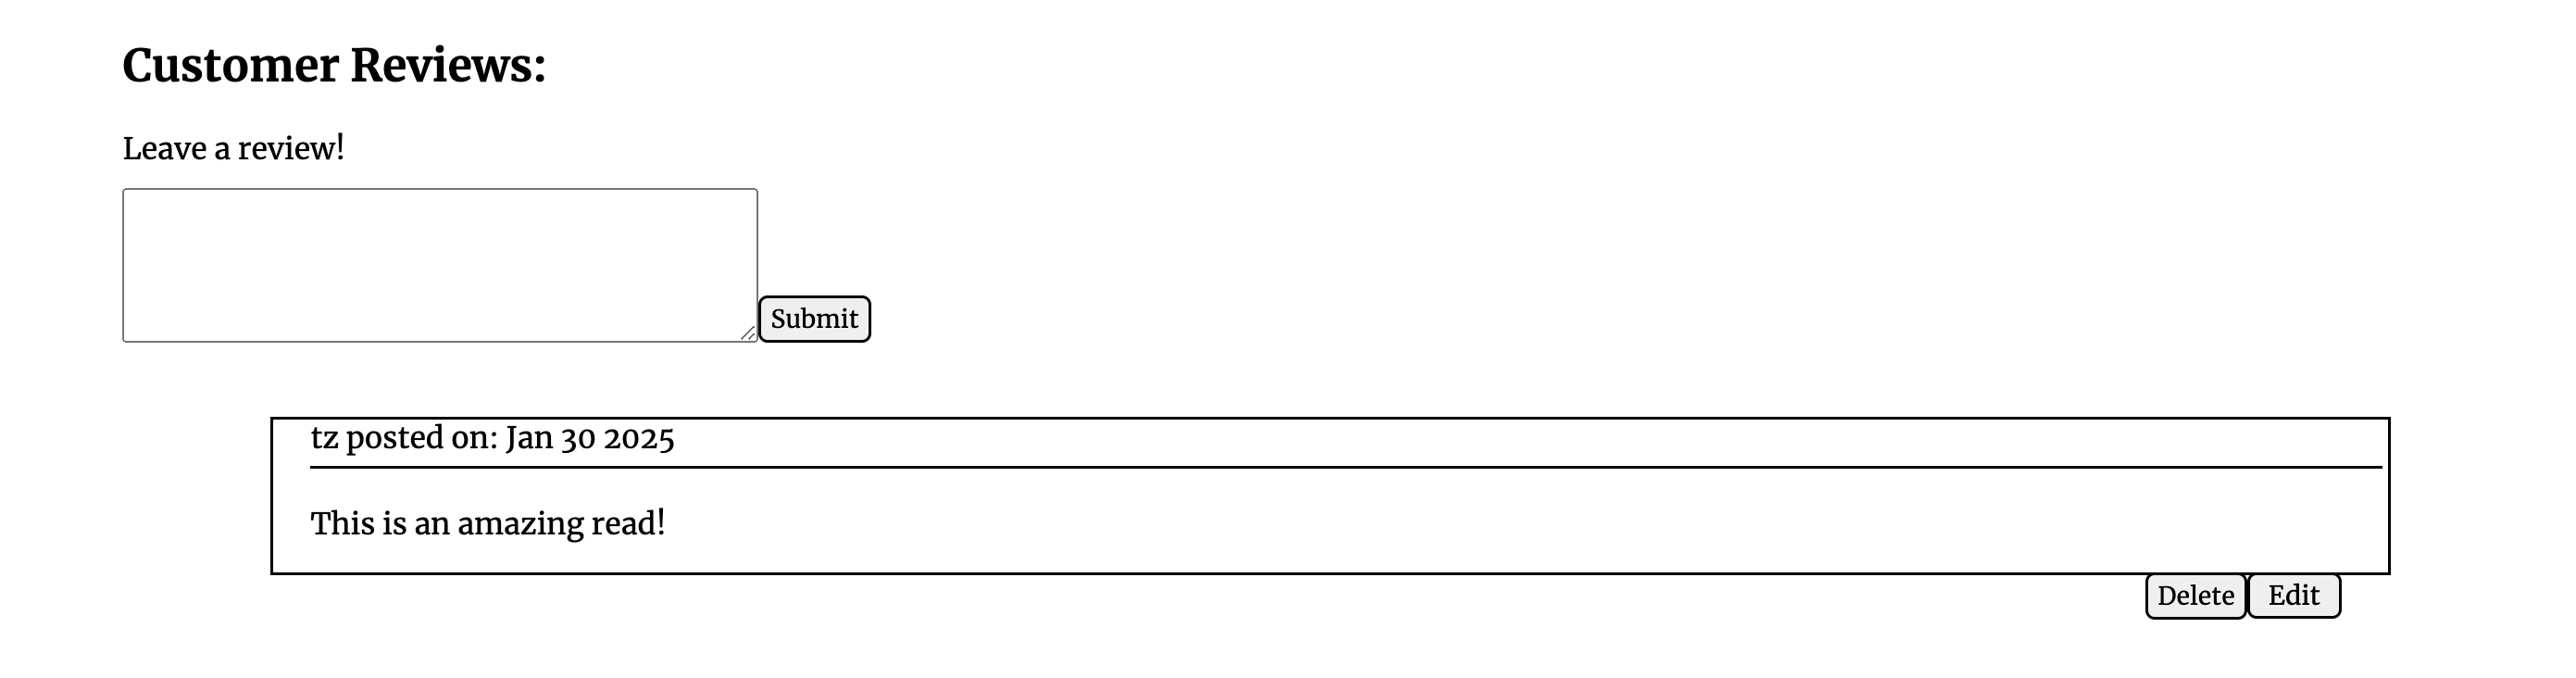 Customer Reviews:
Leave a review!
Submit
tz posted on: Jan 30 2025
This is an amazing read!
Delete Edit